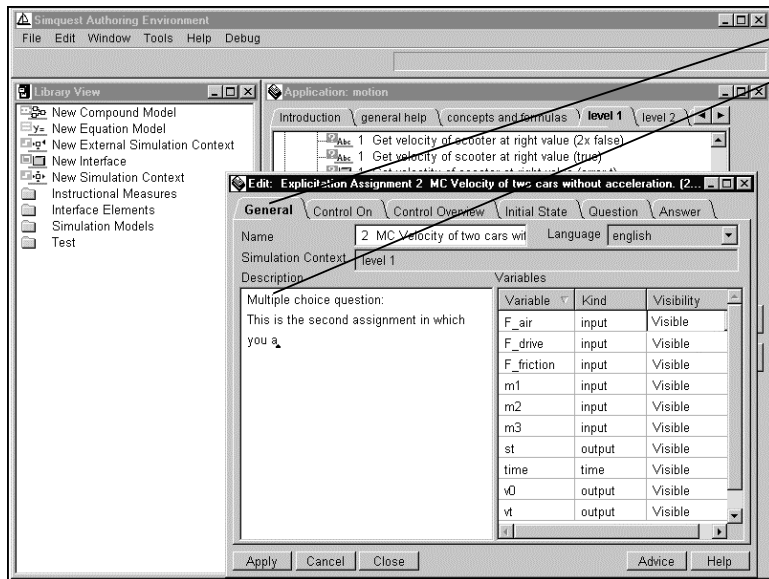 Simquest Authoring Environment
File Edit Window Tools Help Debug
Library View
New Compound Model
New Equation Model
New External Simulation Context
New Interface
New Simulation Context
Instructional Measures
Interface Elements
Simulation Models
Test
Application: motion
Introduction general help concepts and formulas level 1 level 2
Abc 1 Get velocity of scooter at right value (2x false)
Abc 1 Get velocity of scooter at right value (true)
Edit: Explicitation Assignment 2 MC Velocity of two cars without acceleration. (2...
General Control On Control Overview Initial State Question Answer
Name 2 MC Velocity of two cars wit Language english
Simulation Context level 1
Description
Multiple choice question:
This is the second assignment in which
you a
Variables
Variable Kind Visibility
F_air input Visible
F_drive input Visible
F_friction input Visible
m1 input Visible
m2 input Visible
m3 input Visible
st output Visible
time time Visible
v0 output Visible
vt output Visible
Apply Cancel Close Advice Help